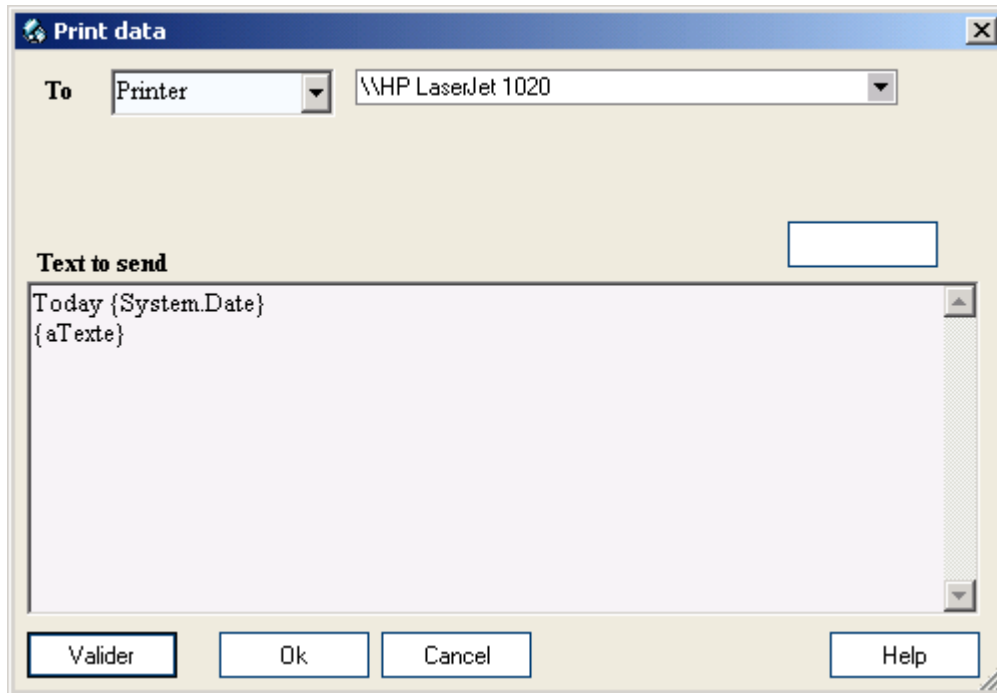 Print data
To Printer \\HP LaserJet 1020
Text to send
Today {System.Date}
{aTexte}
Valider Ok Cancel Help